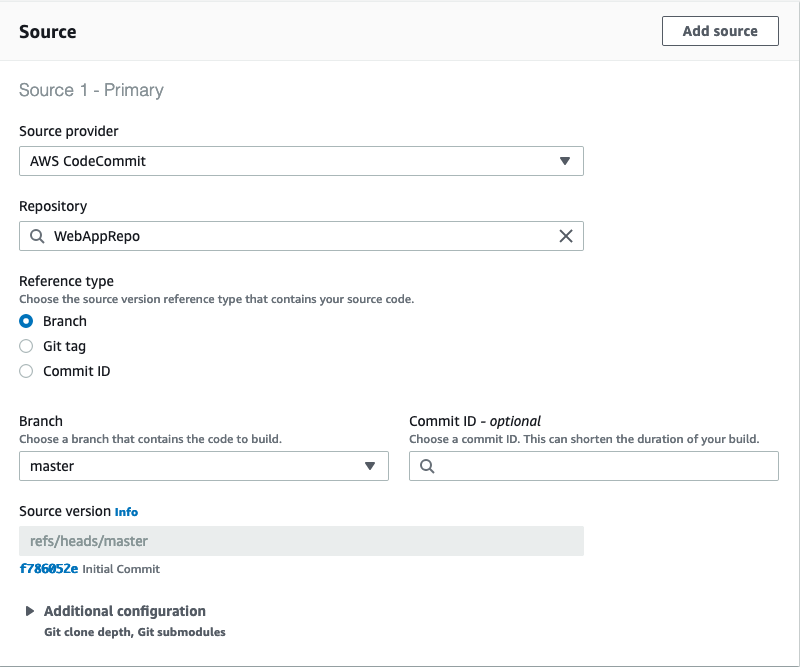 Source
Add source
Source 1 - Primary
Source provider
AWS CodeCommit
Repository
WebAppRepo
Reference type
Choose the source version reference type that contains your source code.
Branch
Git tag
Commit ID
Branch
Choose a branch that contains the code to build.
master
Commit ID - optional
Choose a commit ID. This can shorten the duration of your build.
Source version Info
refs/heads/master
f786052e Initial Commit
Additional configuration
Git clone depth, Git submodules